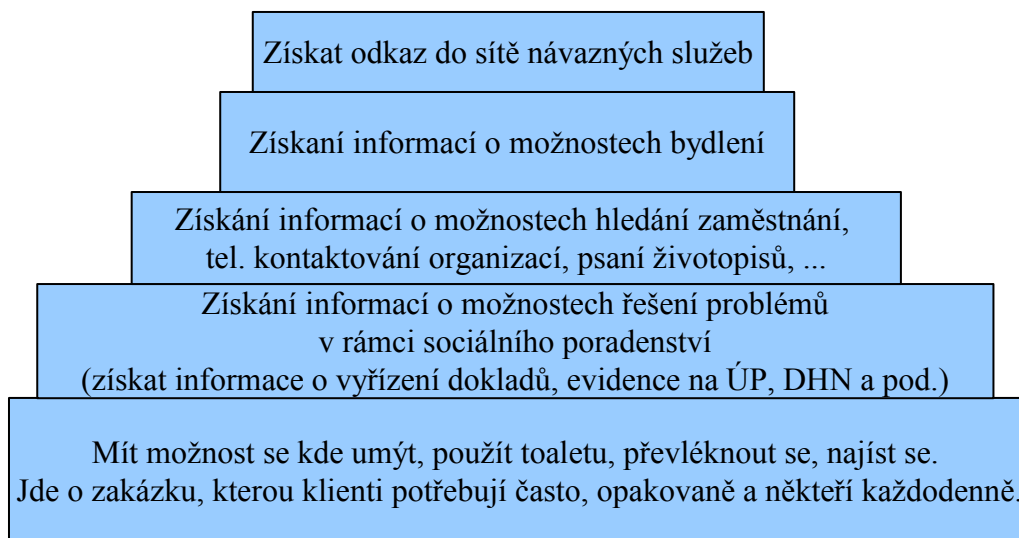 Získat odkaz do sítě návazných služeb
Získaní informací o možnostech bydlení
Získání informací o možnostech hledání zaměstnání,
tel. kontaktování organizací, psaní životopisů, ...
Získání informací o možnostech řešení problémů
v rámci sociálního poradenství
(získat informace o vyřízení dokladů, evidence na ÚP, DHN a pod.)
Mít možnost se kde umýt, použít toaletu, převléknout se, najíst se.
Jde o zakázku, kterou klienti potřebují často, opakovaně a někteří každodenně.